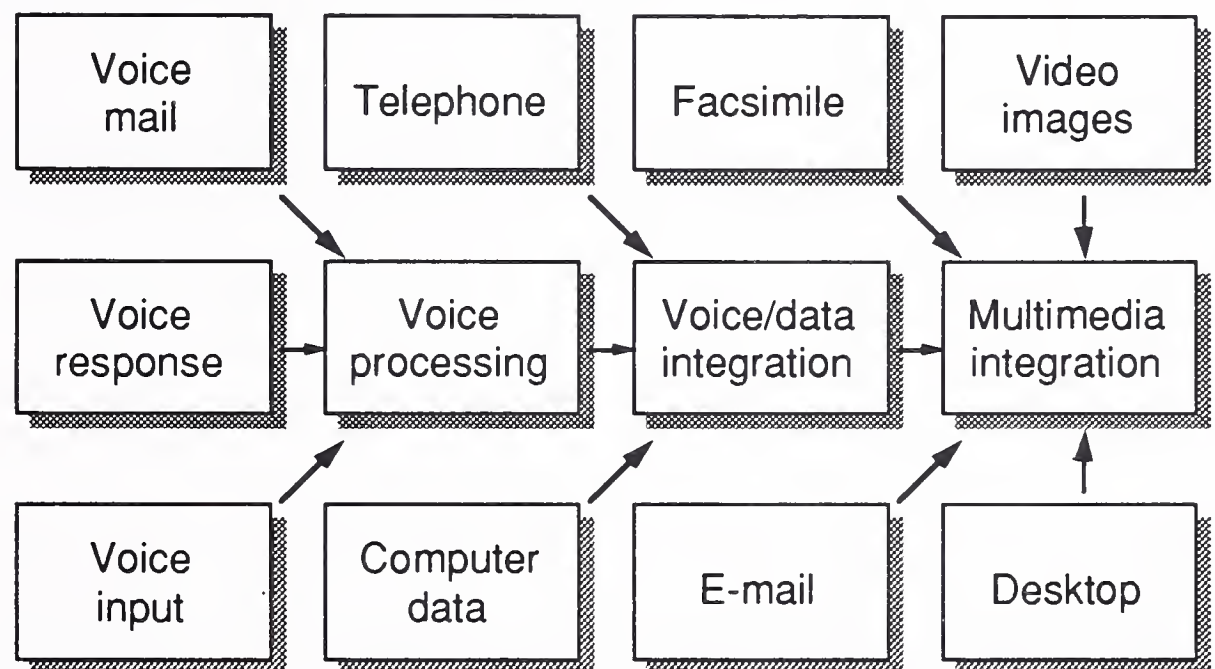 Voice
mail
Telephone
Facsimile
Video
images
Voice
response
Voice
processing
Voice/data
integration
Multimedia
integration
Voice
input
Computer
data
E-mail
Desktop